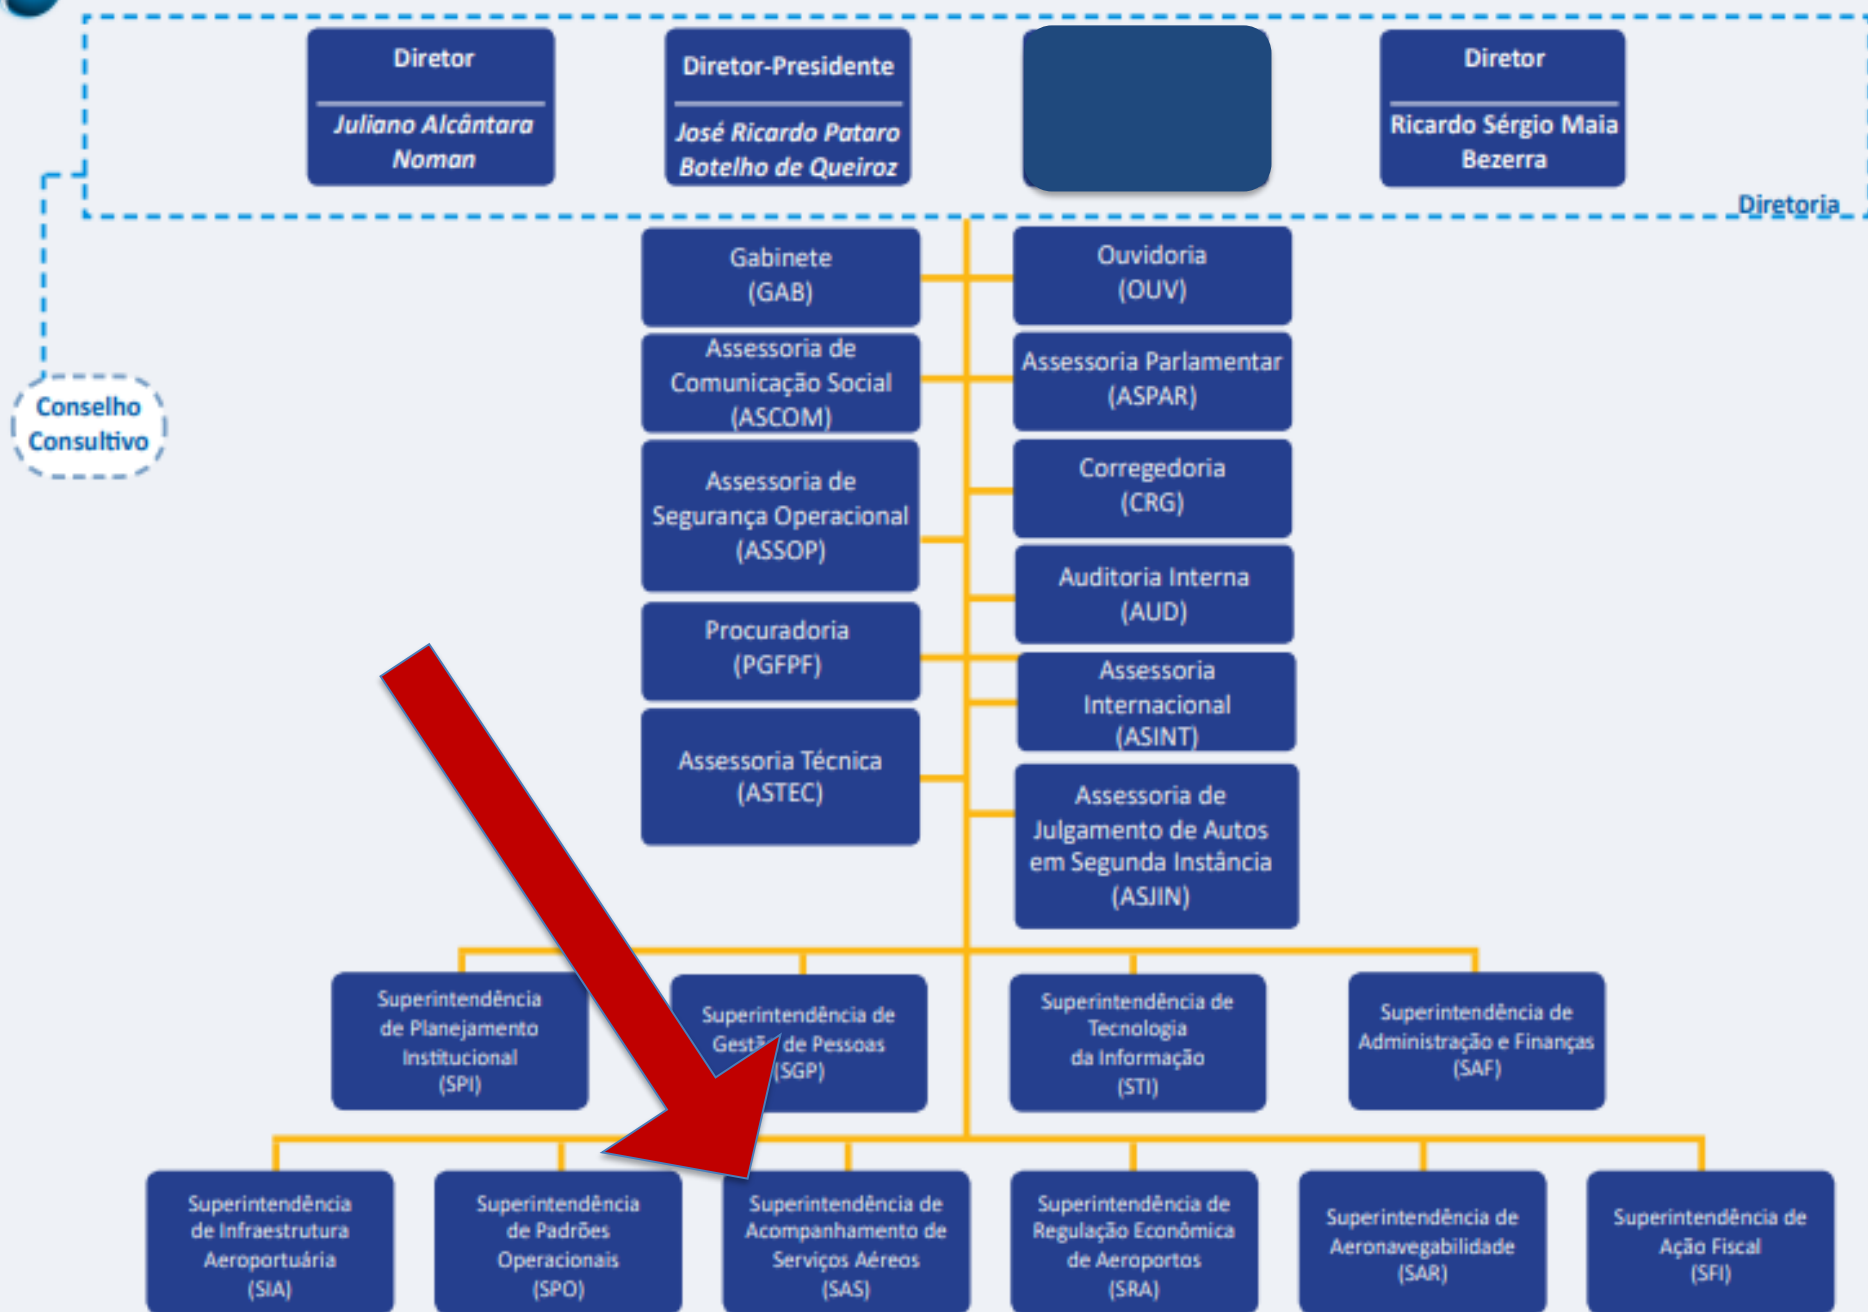 Diretor
Juliano Alcântara
Noman
Diretor-Presidente
José Ricardo Pataro
Botelho de Queiroz
Diretor
Ricardo Sérgio Maia
Bezerra
Diretoria
Conselho
Consultivo
Gabinete
(GAB)
Ouvidoria
(OUV)
Assessoria de
Comunicação Social
(ASCOM)
Assessoria Parlamentar
(ASPAR)
Assessoria de
Segurança Operacional
(ASSOP)
Corregedoria
(CRG)
Auditoria Interna
(AUD)
Procuradoria
(PGFPF)
Assessoria
Internacional
(ASINT)
Assessoria Técnica
(ASTEC)
Assessoria de
Julgamento de Autos
em Segunda Instância
(ASJIN)
Superintendência
de Planejamento
Institucional
(SPI)
Superintendência de
Gestão de Pessoas
(SGP)
Superintendência de
Tecnologia
da Informação
(STI)
Superintendência de
Administração e Finanças
(SAF)
Superintendência
de Infraestrutura
Aeroportuária
(SIA)
Superintendência
de Padrões
Operacionais
(SPO)
Superintendência de
Acompanhamento de
Serviços Aéreos
(SAS)
Superintendência de
Regulação Econômica
de Aeroportos
(SRA)
Superintendência de
Aeronavegabilidade
(SAR)
Superintendência de
Ação Fiscal
(SFI)